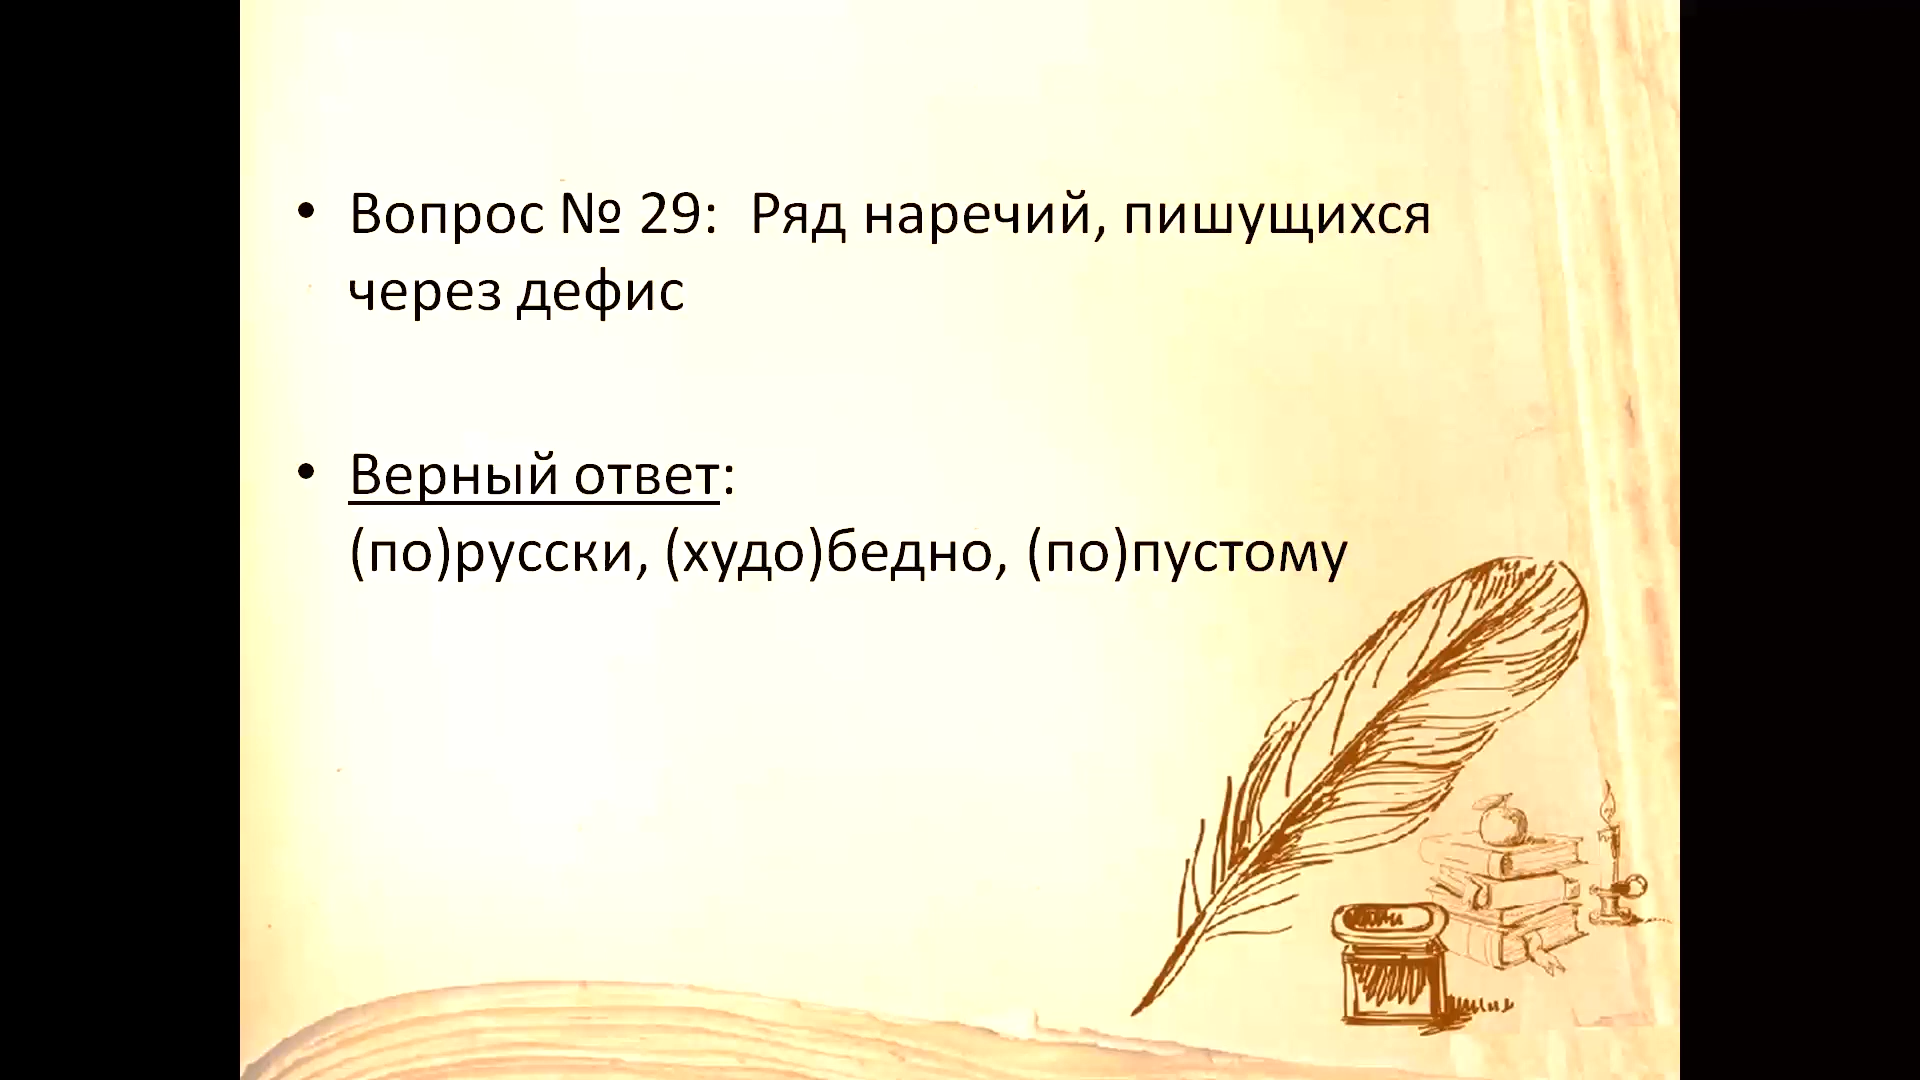 • Вопрос № 29:  Ряд наречий, пишущихся
через дефис
• Верный ответ:
(по)русски, (худо)бедно, (по)пустому